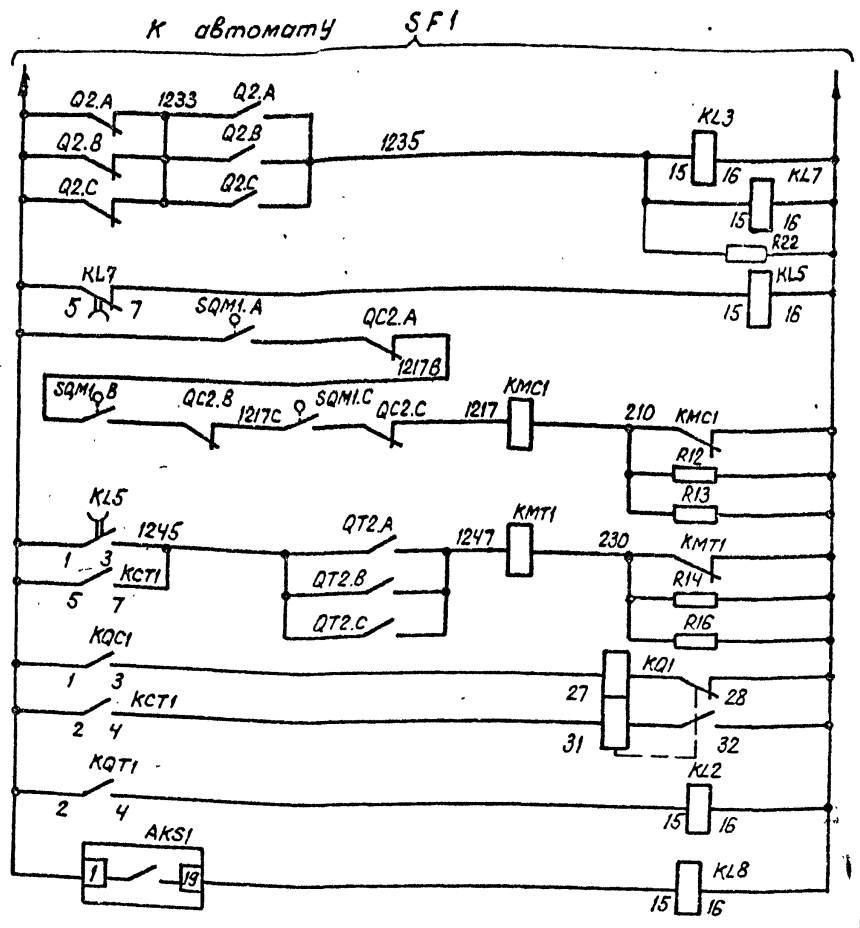 К автомату SF1
Q2.A 1233 Q2.A
Q2.B Q2.B 1235 KL3
15 16 KL7
Q2.C Q2.C
15 16
R22
KL7 KL5
5 7 SQM1.A 15 16
QC2.A
1217B
SQM1.B QC2.B 1217C SQM1.C QC2.C 1217 KMC1 210 KMC1
R12
R13
KL5 1245 QT2.A 1247 KMT1 230 KMT1
1 3
KCT1 QT2.B R14
5 7
QT2.C R16
KQC1 KQ1
1 3 27 28
KCT1
2 4 31 32
KQT1 KL2
2 4 15 16
AKS1
1 19 KL8
15 16